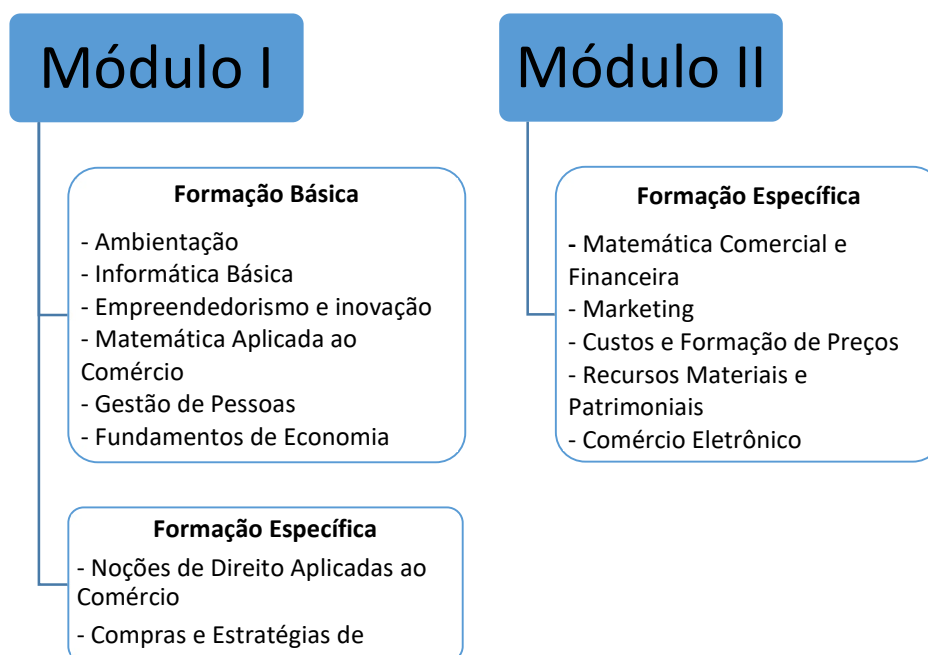 Módulo I
Formação Básica
- Ambientação
- Informática Básica
- Empreendedorismo e inovação
- Matemática Aplicada ao
Comércio
- Gestão de Pessoas
- Fundamentos de Economia
Formação Específica
- Noções de Direito Aplicadas ao
Comércio
- Compras e Estratégias de
Módulo II
Formação Específica
- Matemática Comercial e
Financeira
- Marketing
- Custos e Formação de Preços
- Recursos Materiais e
Patrimoniais
- Comércio Eletrônico